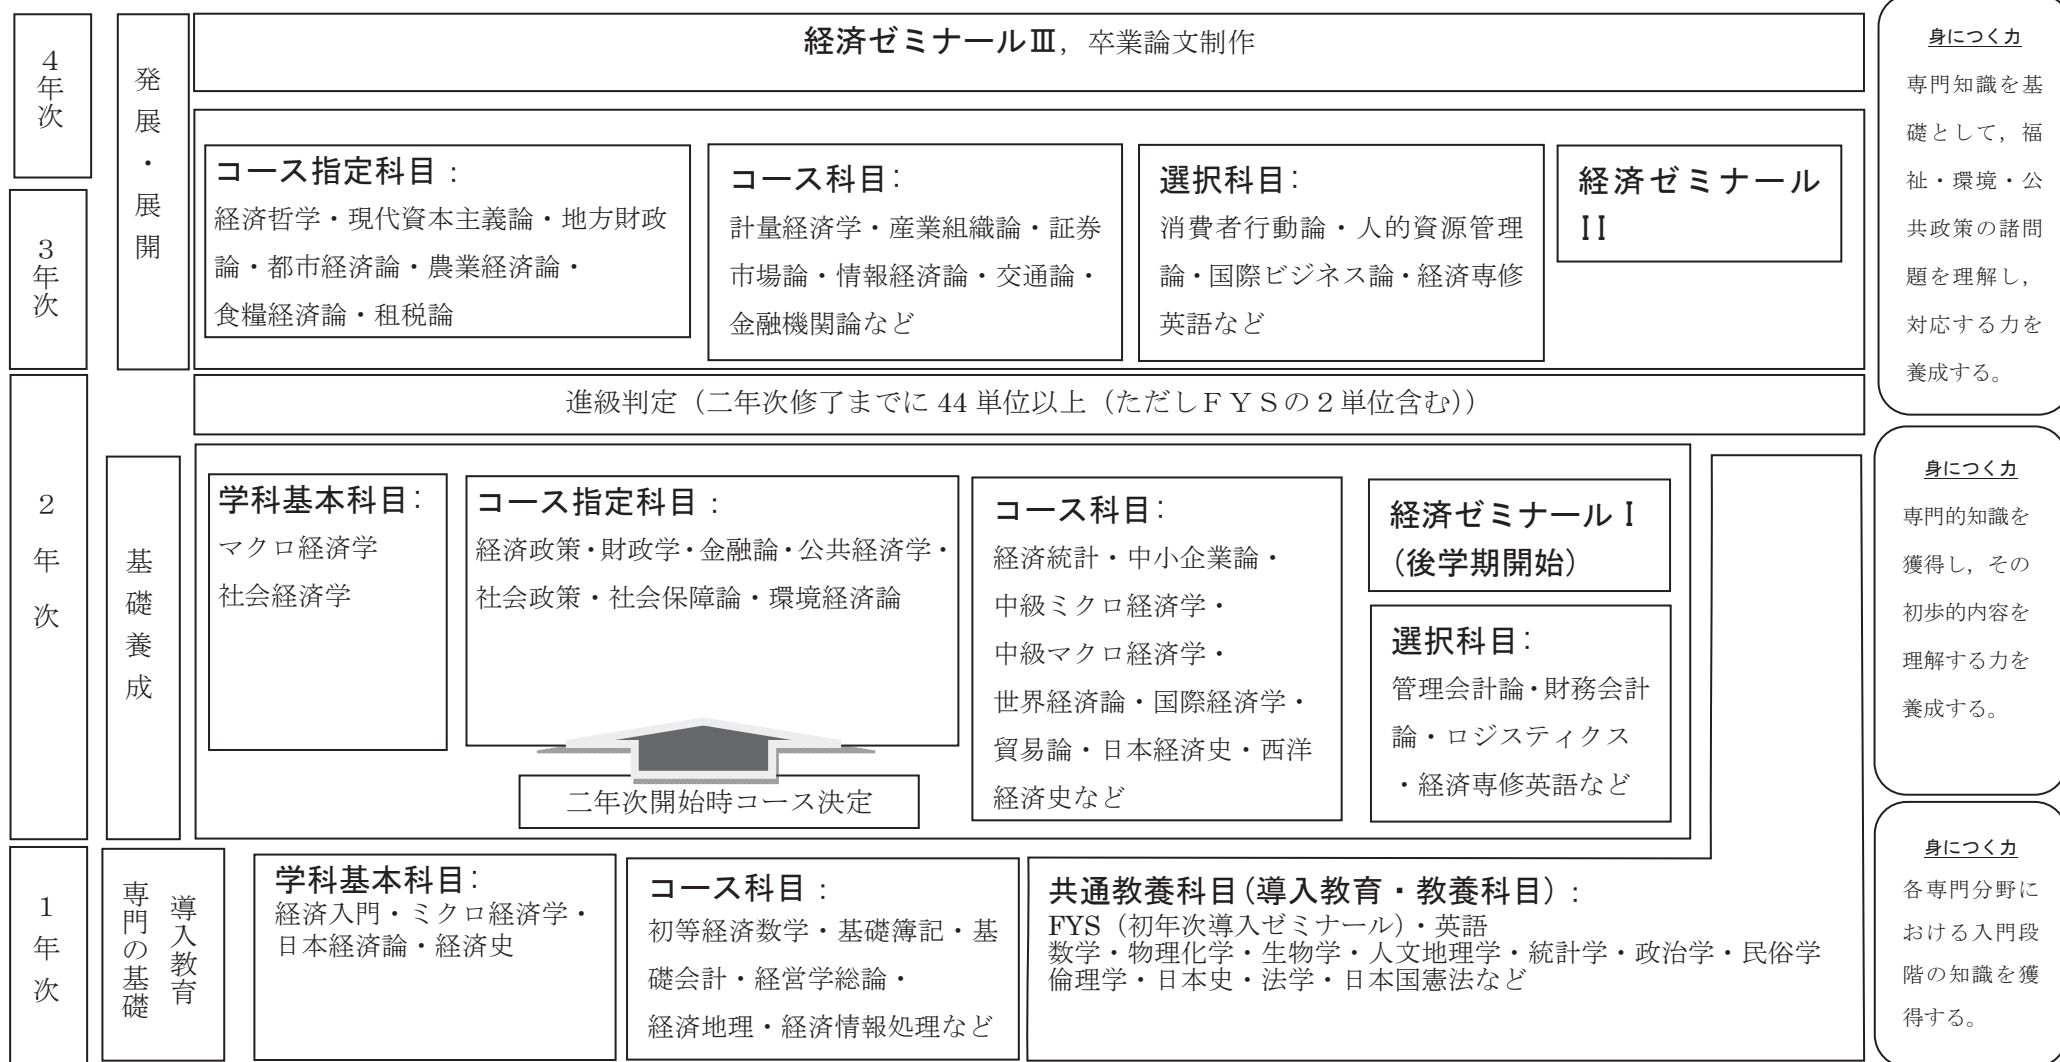 4年次
発展・展開
経済ゼミナールⅢ，卒業論文制作
3年次
コース指定科目：
経済哲学・現代資本主義論・地方財政
論・都市経済論・農業経済論・
食糧経済論・租税論
コース科目：
計量経済学・産業組織論・証券
市場論・情報経済論・交通論・
金融機関論など
選択科目：
消費者行動論・人的資源管理
論・国際ビジネス論・経済専修
英語など
経済ゼミナール
II
身につく力
専門知識を基
礎として，福
祉・環境・公
共政策の諸問
題を理解し，
対応する力を
養成する。
進級判定（二年次修了までに 44 単位以上（ただしＦＹＳの２単位含む））
2年次
基礎養成
学科基本科目：
マクロ経済学
社会経済学
コース指定科目：
経済政策・財政学・金融論・公共経済学・
社会政策・社会保障論・環境経済論
二年次開始時コース決定
コース科目：
経済統計・中小企業論・
中級ミクロ経済学・
中級マクロ経済学・
世界経済論・国際経済学・
貿易論・日本経済史・西洋
経済史など
経済ゼミナールⅠ
（後学期開始）
選択科目：
管理会計論・財務会計
論・ロジスティクス
・経済専修英語など
身につく力
専門的知識を
獲得し，その
初歩的内容を
理解する力を
養成する。
1年次
導入教育
専門の基礎
学科基本科目：
経済入門・ミクロ経済学・
日本経済論・経済史
コース科目：
初等経済数学・基礎簿記・基
礎会計・経営学総論・
経済地理・経済情報処理など
共通教養科目（導入教育・教養科目）：
FYS（初年次導入ゼミナール）・英語
数学・物理化学・生物学・人文地理学・統計学・政治学・民俗学
倫理学・日本史・法学・日本国憲法など
身につく力
各専門分野に
おける入門段
階の知識を獲
得する。